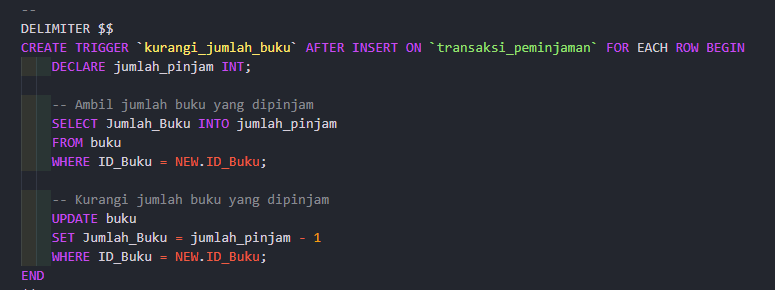 --
DELIMITER $$
CREATE TRIGGER `kurangi_jumlah_buku` AFTER INSERT ON `transaksi_peminjaman` FOR EACH ROW BEGIN
    DECLARE jumlah_pinjam INT;

    -- Ambil jumlah buku yang dipinjam
    SELECT Jumlah_Buku INTO jumlah_pinjam
    FROM buku
    WHERE ID_Buku = NEW.ID_Buku;

    -- Kurangi jumlah buku yang dipinjam
    UPDATE buku
    SET Jumlah_Buku = jumlah_pinjam - 1
    WHERE ID_Buku = NEW.ID_Buku;
END